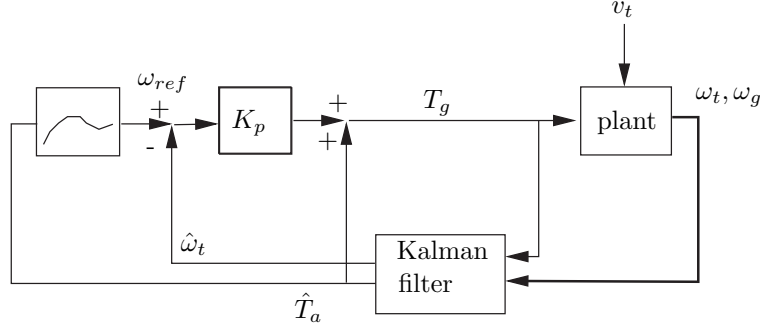 v_t
ω_ref
ω_t, ω_g
+
-
K_p
+
+
T_g
plant
ω̂_t
Kalman
filter
T̂_a